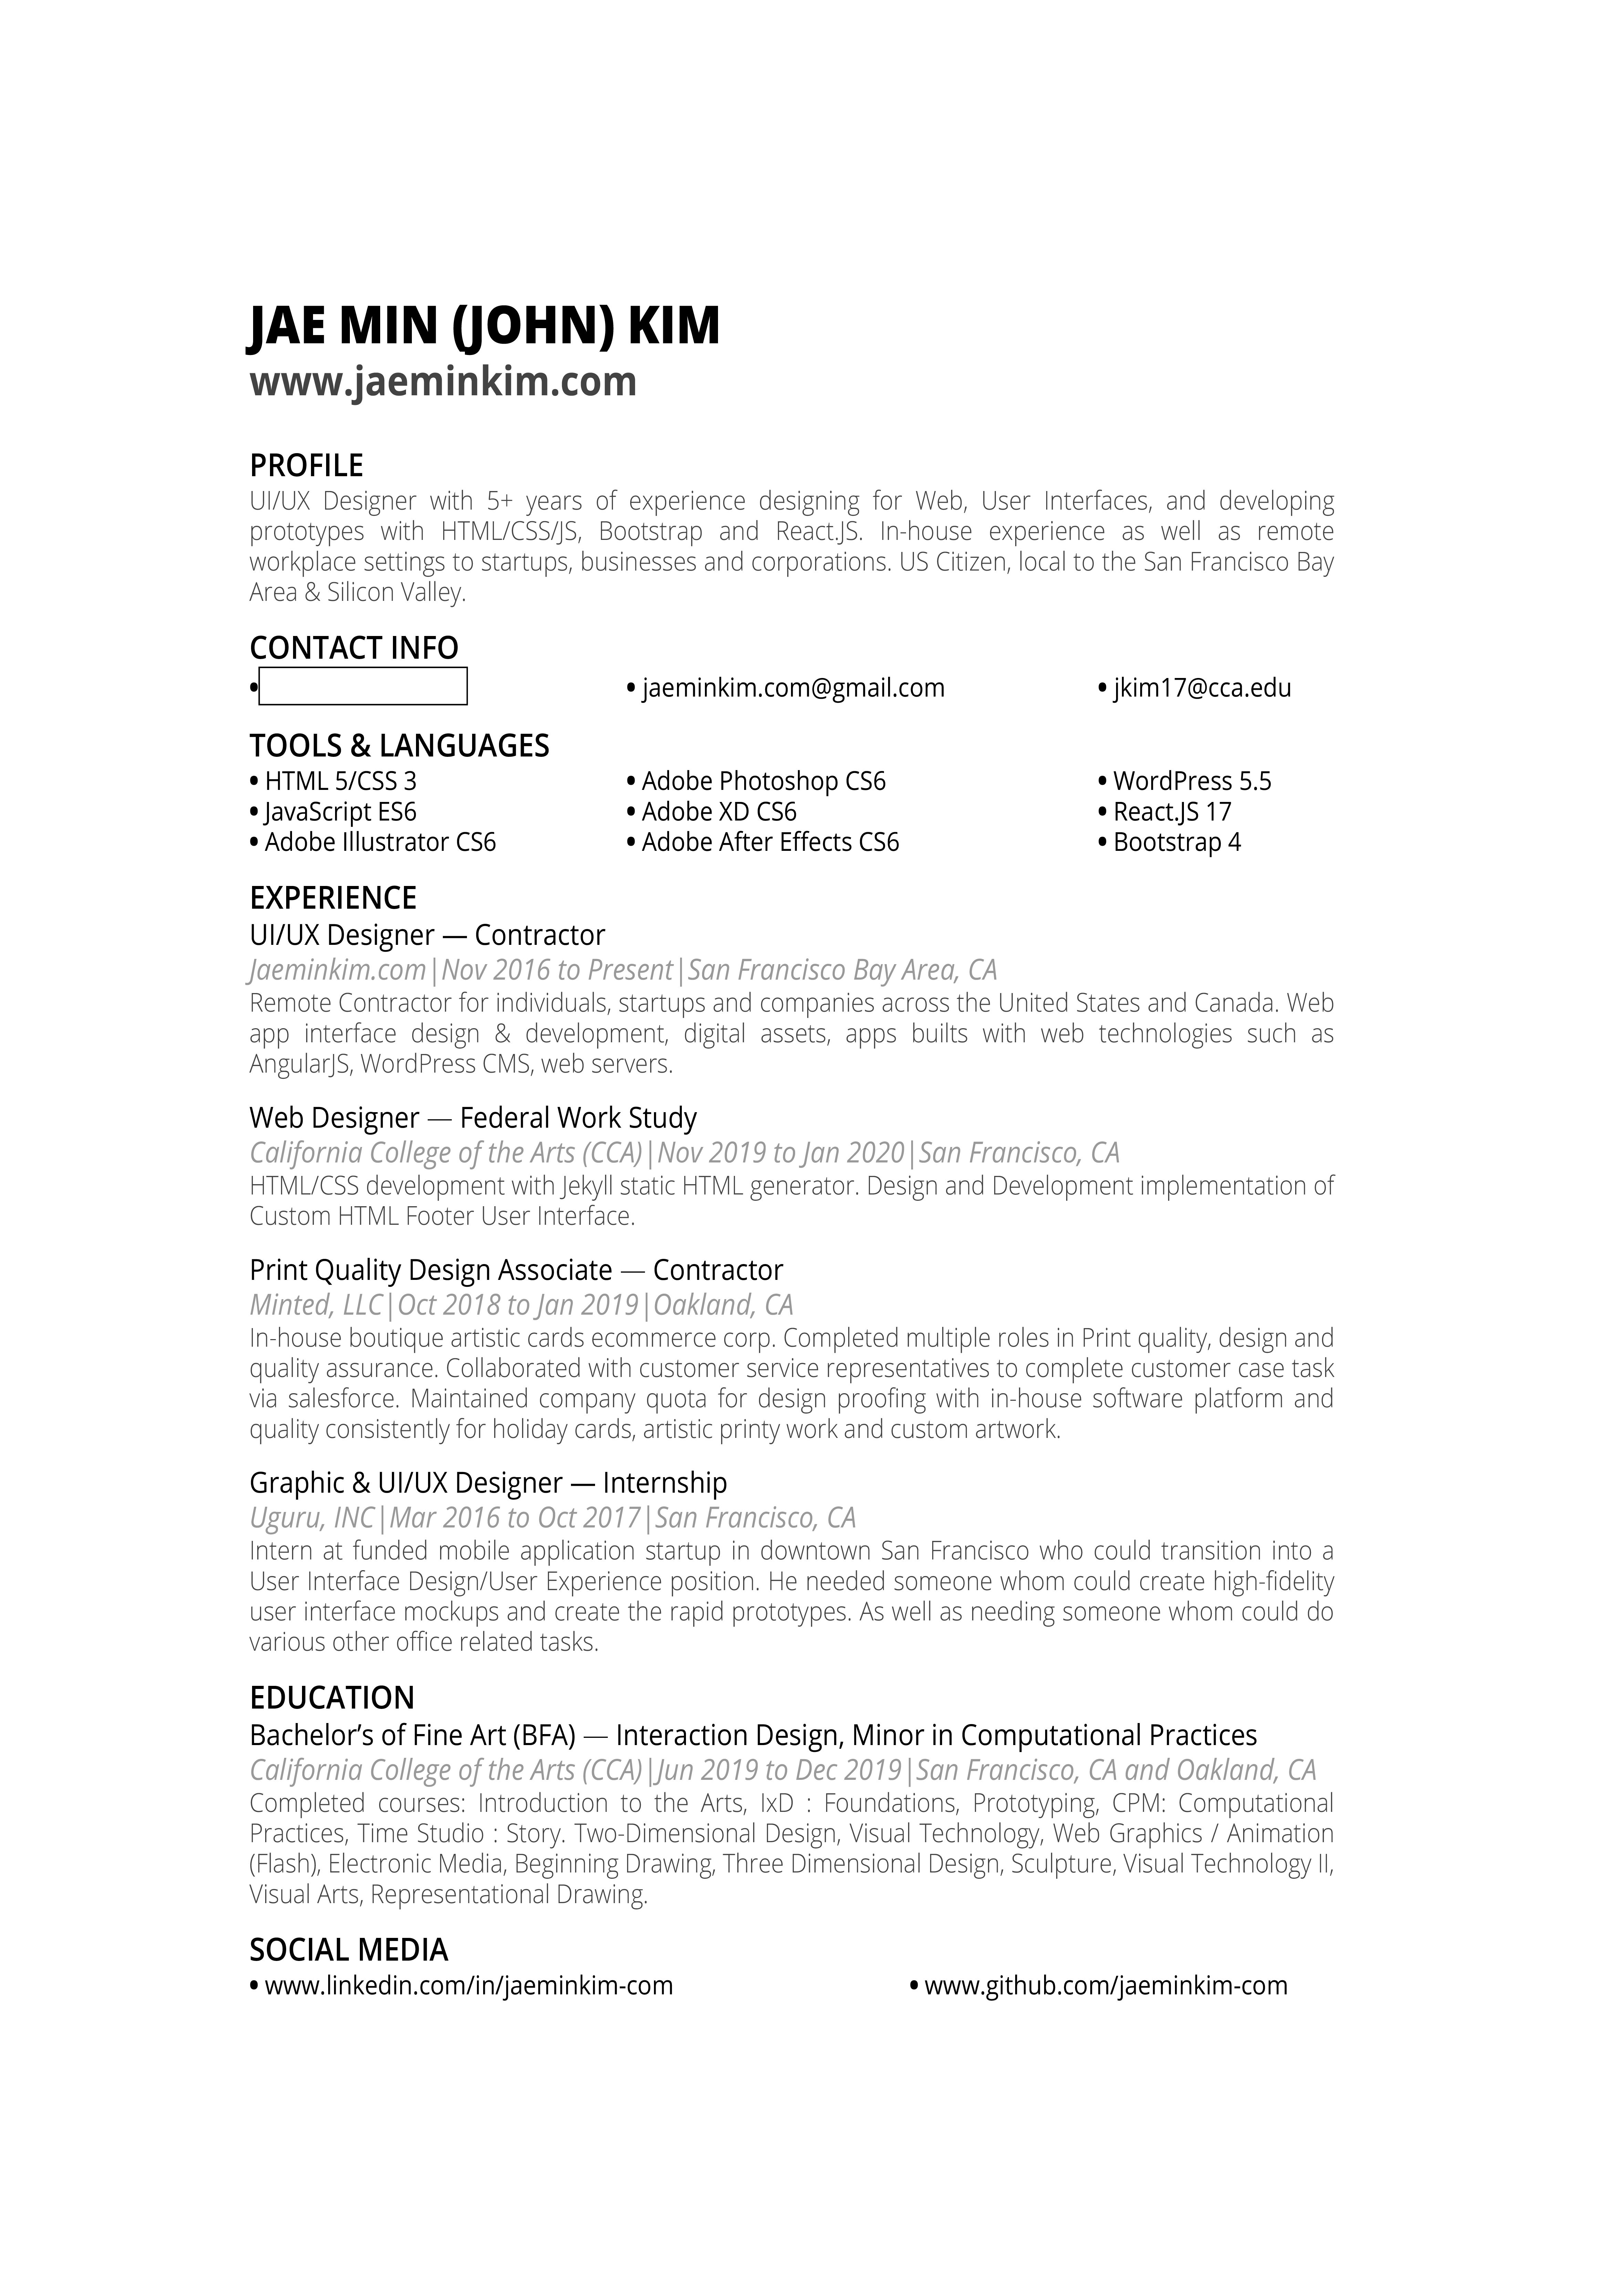 JAE MIN (JOHN) KIM
www.jaeminkim.com
PROFILE
UI/UX Designer with 5+ years of experience designing for Web, User Interfaces, and developing
prototypes with HTML/CSS/JS, Bootstrap and React.JS. In-house experience as well as remote
workplace settings to startups, businesses and corporations. US Citizen, local to the San Francisco Bay
Area & Silicon Valley.
CONTACT INFO
• • jaeminkim.com@gmail.com • jkim17@cca.edu
TOOLS & LANGUAGES
• HTML 5/CSS 3 • Adobe Photoshop CS6 • WordPress 5.5
• JavaScript ES6 • Adobe XD CS6 • React.JS 17
• Adobe Illustrator CS6 • Adobe After Effects CS6 • Bootstrap 4
EXPERIENCE
UI/UX Designer — Contractor
Jaeminkim.com|Nov 2016 to Present|San Francisco Bay Area, CA
Remote Contractor for individuals, startups and companies across the United States and Canada. Web
app interface design & development, digital assets, apps builts with web technologies such as
AngularJS, WordPress CMS, web servers.
Web Designer — Federal Work Study
California College of the Arts (CCA)|Nov 2019 to Jan 2020|San Francisco, CA
HTML/CSS development with Jekyll static HTML generator. Design and Development implementation of
Custom HTML Footer User Interface.
Print Quality Design Associate — Contractor
Minted, LLC|Oct 2018 to Jan 2019|Oakland, CA
In-house boutique artistic cards ecommerce corp. Completed multiple roles in Print quality, design and
quality assurance. Collaborated with customer service representatives to complete customer case task
via salesforce. Maintained company quota for design proofing with in-house software platform and
quality consistently for holiday cards, artistic printy work and custom artwork.
Graphic & UI/UX Designer — Internship
Uguru, INC|Mar 2016 to Oct 2017|San Francisco, CA
Intern at funded mobile application startup in downtown San Francisco who could transition into a
User Interface Design/User Experience position. He needed someone whom could create high-fidelity
user interface mockups and create the rapid prototypes. As well as needing someone whom could do
various other office related tasks.
EDUCATION
Bachelor’s of Fine Art (BFA) — Interaction Design, Minor in Computational Practices
California College of the Arts (CCA)|Jun 2019 to Dec 2019|San Francisco, CA and Oakland, CA
Completed courses: Introduction to the Arts, IxD : Foundations, Prototyping, CPM: Computational
Practices, Time Studio : Story. Two-Dimensional Design, Visual Technology, Web Graphics / Animation
(Flash), Electronic Media, Beginning Drawing, Three Dimensional Design, Sculpture, Visual Technology II,
Visual Arts, Representational Drawing.
SOCIAL MEDIA
• www.linkedin.com/in/jaeminkim-com • www.github.com/jaeminkim-com